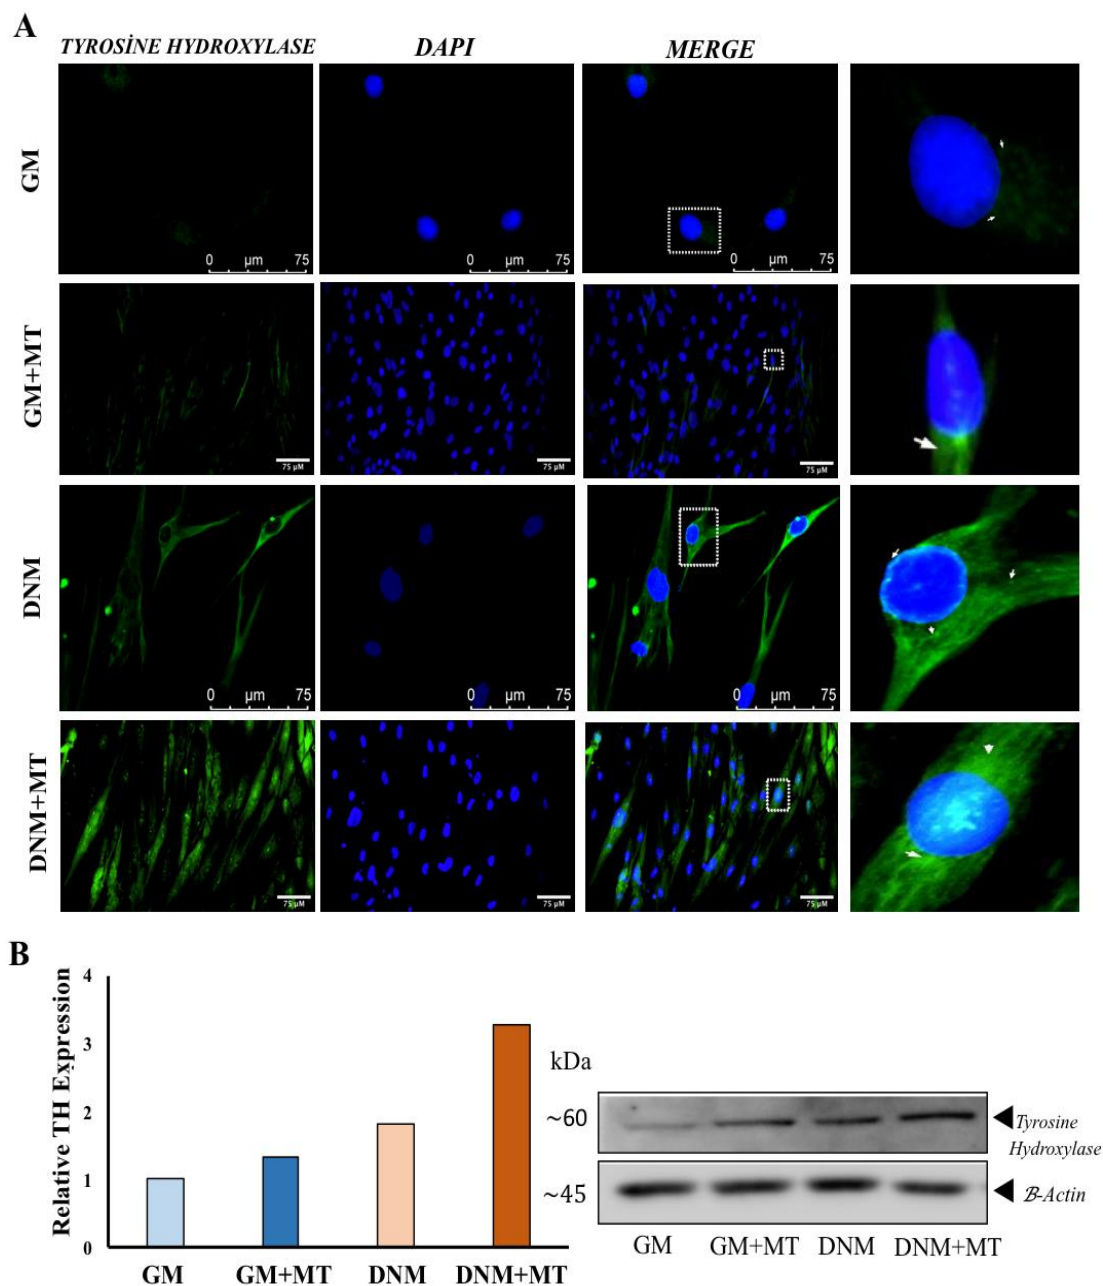 A
TYROSİNE HYDROXYLASE DAPI MERGE
GM
0 µm 75
0 µm 75
0 µm 75
GM+MT
75 µM
75 µM
75 µM
DNM
0 µm 75
0 µm 75
0 µm 75
DNM+MT
75 µM
75 µM
75 µM
B
Relative TH Expression
4
3
2
1
0
GM GM+MT DNM DNM+MT
kDa
~60
Tyrosine
Hydroxylase
~45
B-Actin
GM GM+MT DNM DNM+MT